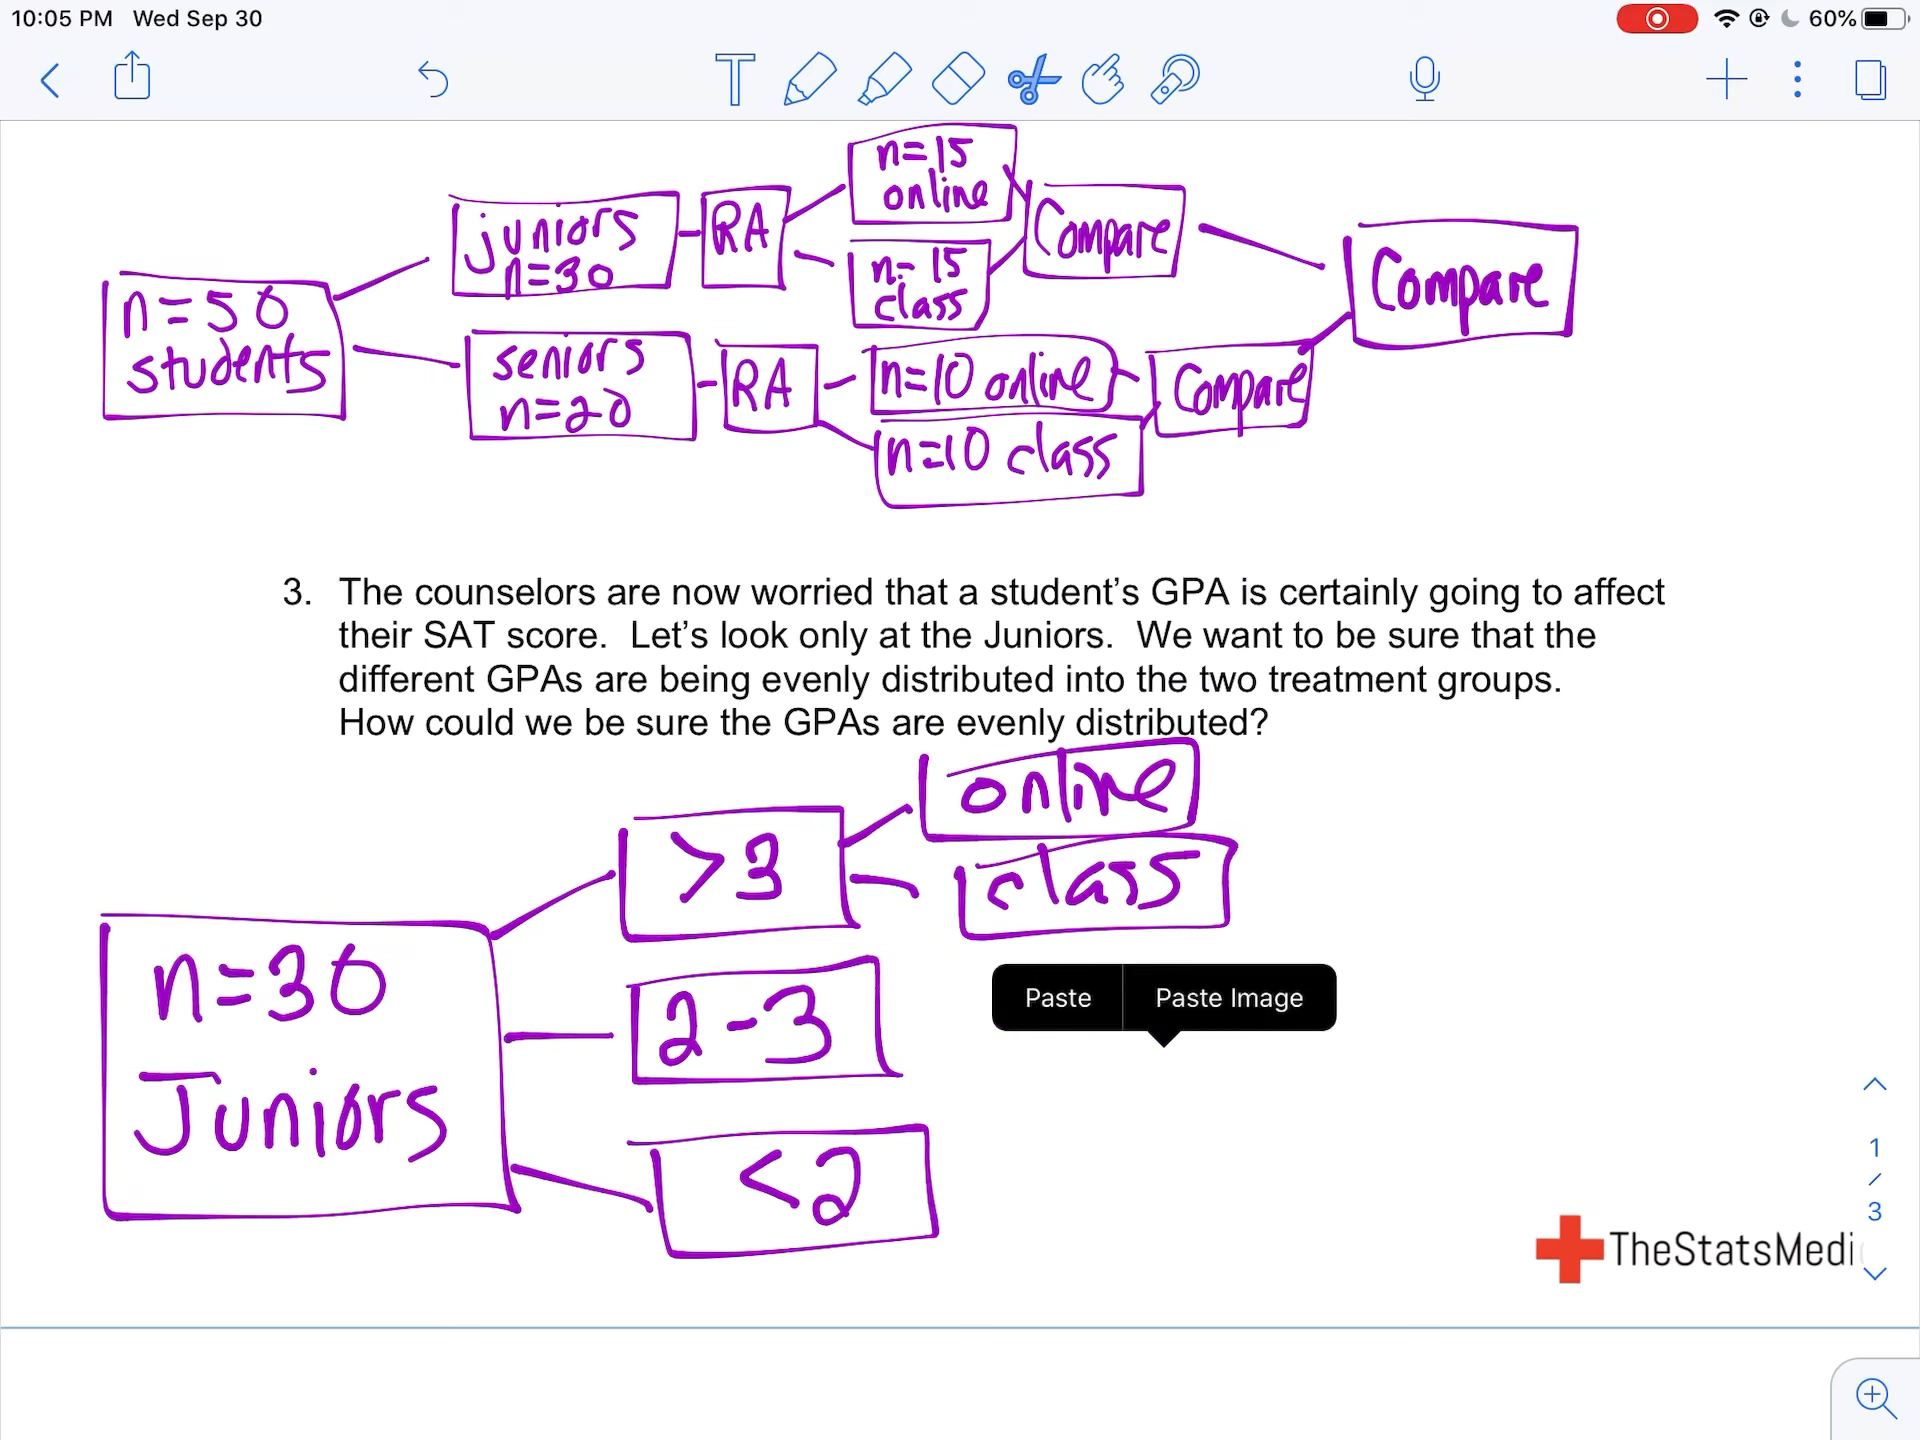 10:05 PM Wed Sep 30
60%
n=15
online
juniors
n=30
RA
Compare
n=15
class
Compare
n=50
students
seniors
n=20
RA
n=10 online
Compare
n=10 class
3. The counselors are now worried that a student's GPA is certainly going to affect
their SAT score. Let's look only at the Juniors. We want to be sure that the
different GPAs are being evenly distributed into the two treatment groups.
How could we be sure the GPAs are evenly distributed?
online
>3
class
n=30
Juniors
2-3
Paste
Paste Image
<2
1
/
3
TheStatsMedi